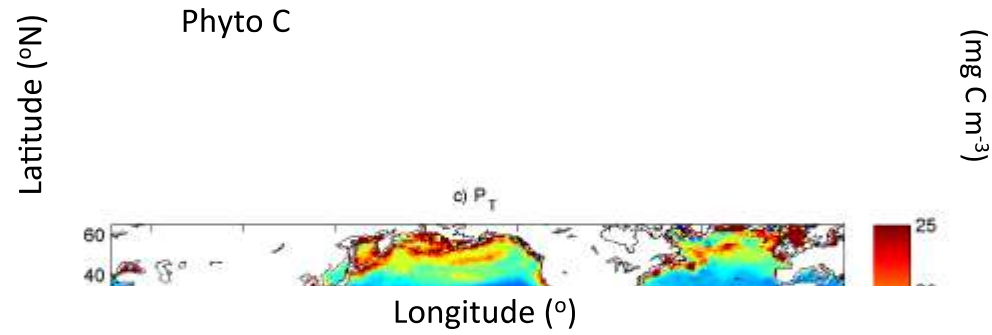 Phyto C
Latitude (ºN)
(mg C m-3)
c) PT
60
25
40
Longitude (º)